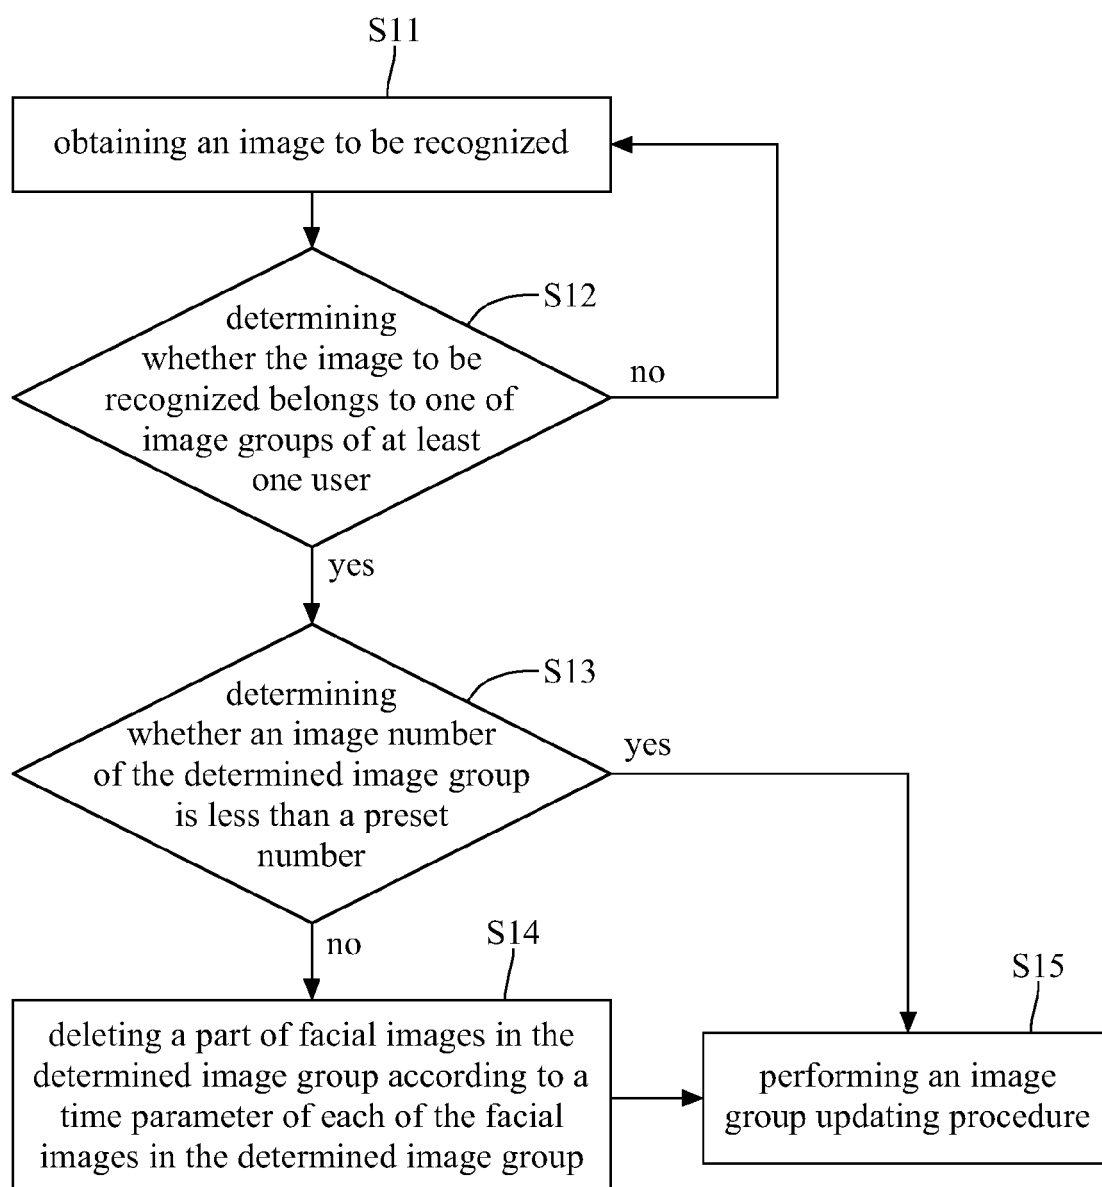 S11
obtaining an image to be recognized
S12
determining
whether the image to be
recognized belongs to one of
image groups of at least
one user
no
yes
S13
determining
whether an image number
of the determined image group
is less than a preset
number
yes
no
S14
deleting a part of facial images in the
determined image group according to a
time parameter of each of the facial
images in the determined image group
S15
performing an image
group updating procedure